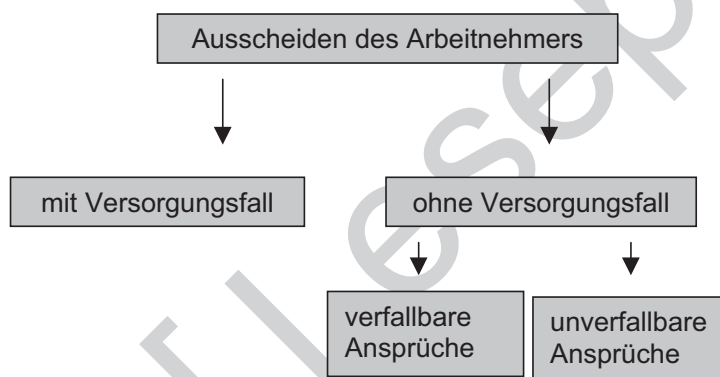 Ausscheiden des Arbeitnehmers
mit Versorgungsfall
ohne Versorgungsfall
verfallbare
Ansprüche
unverfallbare
Ansprüche